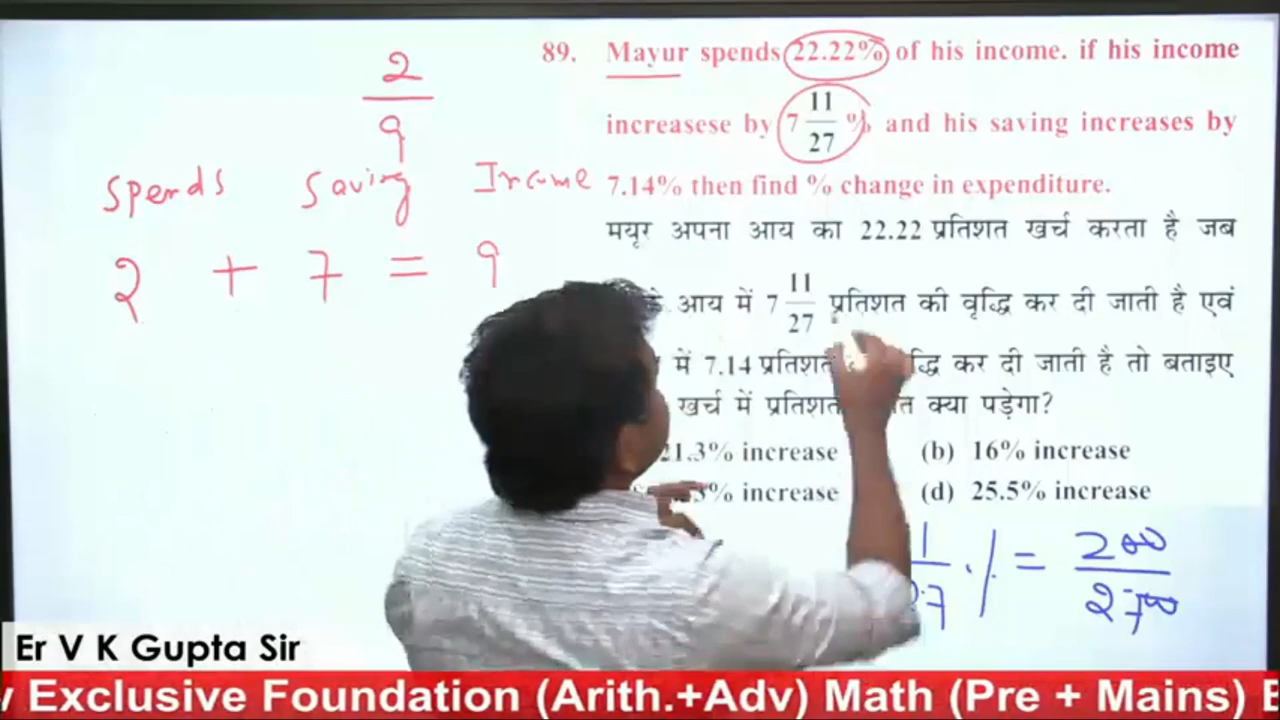 2
9
Spends Saving Income
2 + 7 = 9
89. Mayur spends 22.22% of his income. if his income
increasese by 7 11/27 %, and his saving increases by
7.14% then find % change in expenditure.
मयूर अपना आय का 22.22 प्रतिशत खर्च करता है जब
आय में 7 11/27 प्रतिशत की वृद्धि कर दी जाती है एवं
में 7.14 प्रतिशत कर दी जाती है तो बताइए
खर्च में प्रतिशत क्या पड़ेगा?
increase (b) 16% increase
increase (d) 25.5% increase
% = 200/2700
Er V K Gupta Sir
Exclusive Foundation (Arith.+Adv) Math (Pre + Mains)